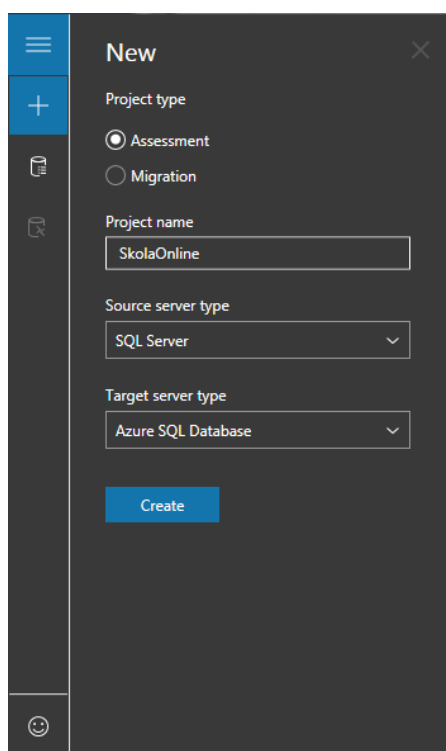 New
Project type
Assessment
Migration
Project name
SkolaOnline
Source server type
SQL Server
Target server type
Azure SQL Database
Create